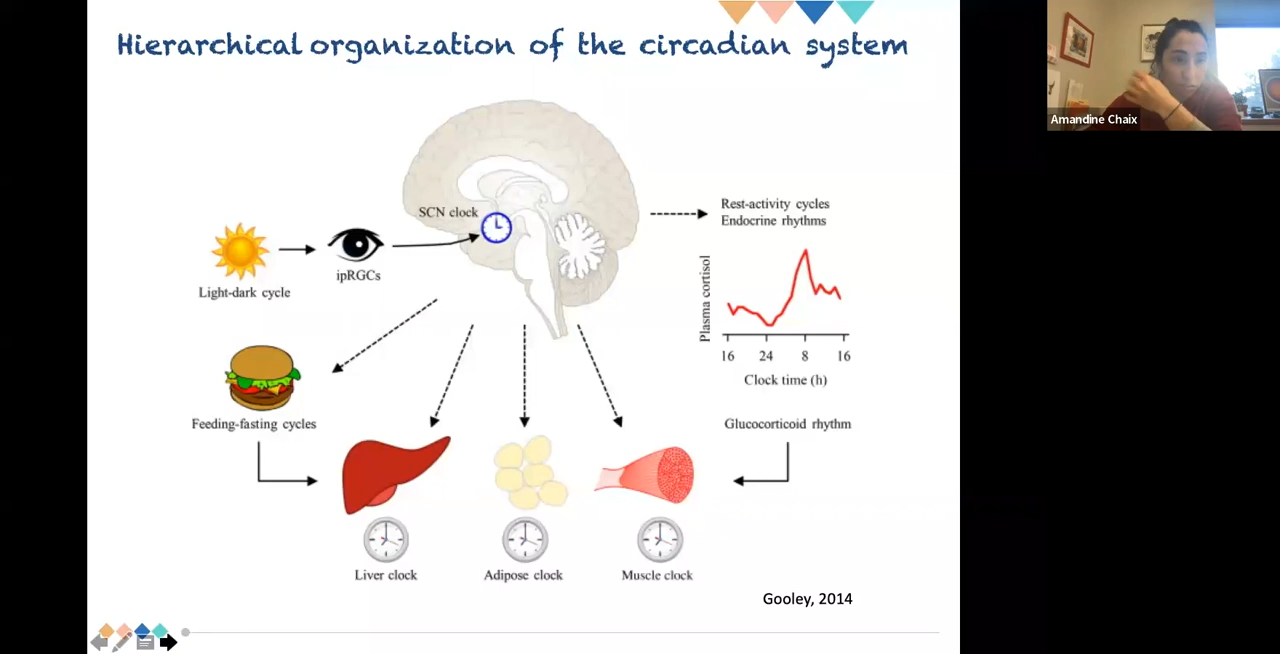 Hierarchical organization of the circadian system
Amandine Chaix
SCN clock
Rest-activity cycles
Endocrine rhythms
ipRGCs
Light-dark cycle
Plasma cortisol
16 24 8 16
Clock time (h)
Feeding-fasting cycles
Glucocorticoid rhythm
Liver clock
Adipose clock
Muscle clock
Gooley, 2014